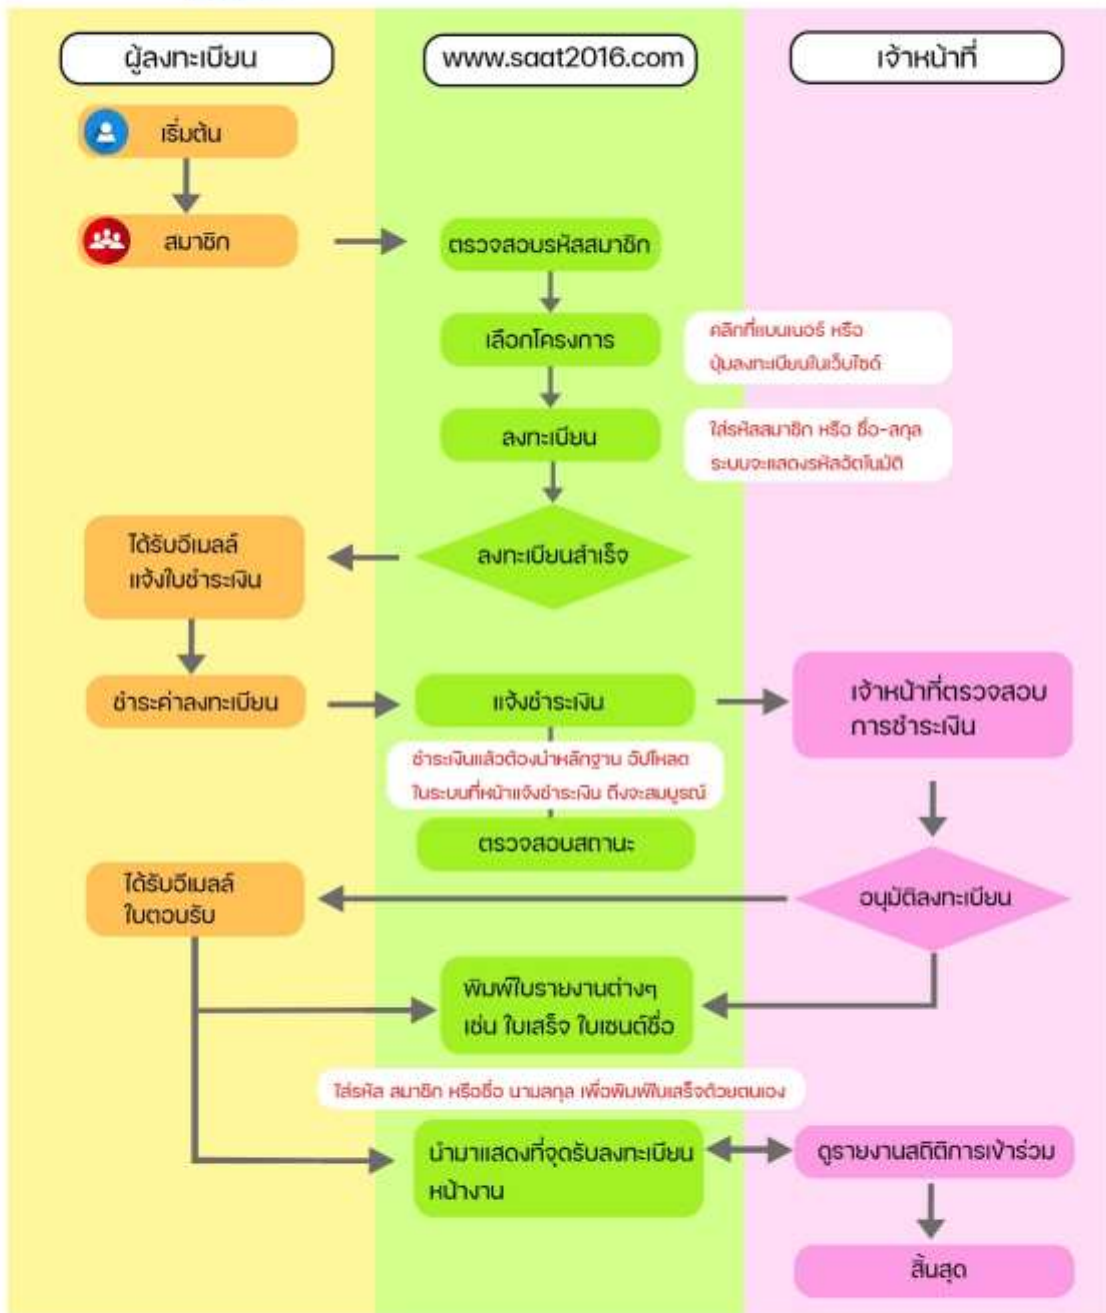 ผู้ลงทะเบียน
www.saat2016.com
เจ้าหน้าที่
เริ่มต้น
สมาชิก
ตรวจสอบรหัสสมาชิก
เลือกโครงการ
คลิกที่แบนเนอร์ หรือ
ปุ่มลงทะเบียนในเว็บไซด์
ลงทะเบียน
ใส่รหัสสมาชิก หรือ ชื่อ-สกุล
ระบบจะแสดงรหัสอัตโนมัติ
ลงทะเบียนสำเร็จ
ได้รับอีเมลล์
แจ้งใบชำระเงิน
ชำระค่าลงทะเบียน
แจ้งชำระเงิน
เจ้าหน้าที่ตรวจสอบ
การชำระเงิน
ชำระเงินแล้วต้องนำหลักฐาน อัปโหลด
ในระบบที่หน้าแจ้งชำระเงิน ถึงจะสมบูรณ์
ตรวจสอบสถานะ
ได้รับอีเมลล์
ใบตอบรับ
อนุมัติลงทะเบียน
พิมพ์ใบรายงานต่างๆ
เช่น ใบเสร็จ ใบเซนต์ชื่อ
ใส่รหัส สมาชิก หรือชื่อ นามสกุล เพื่อพิมพ์ใบเสร็จด้วยตนเอง
นำมาแสดงที่จุดรับลงทะเบียน
หน้างาน
ดูรายงานสถิติการเข้าร่วม
สิ้นสุด